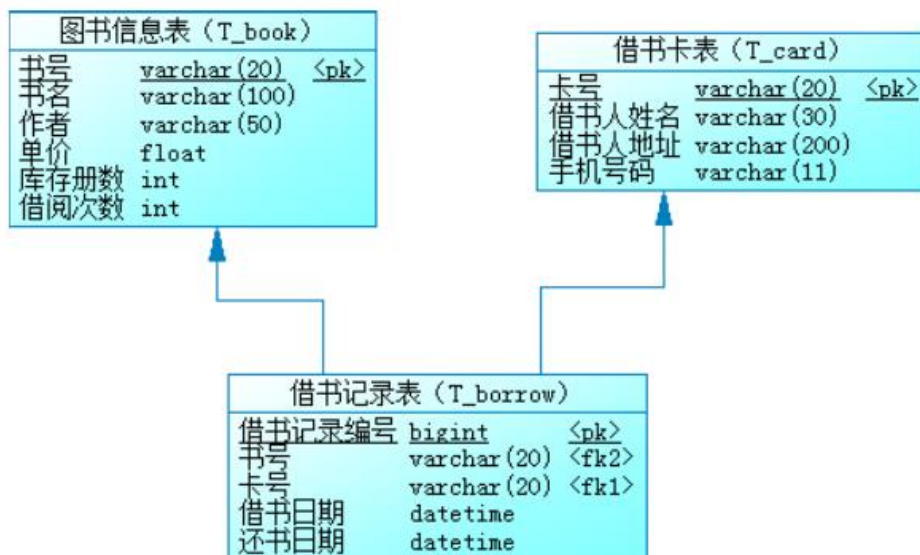 图书信息表（T_book）
书号 varchar(20) <pk>
书名 varchar(100)
作者 varchar(50)
单价 float
库存册数 int
借阅次数 int
借书卡表（T_card）
卡号 varchar(20) <pk>
借书人姓名 varchar(30)
借书人地址 varchar(200)
手机号码 varchar(11)
借书记录表（T_borrow）
借书记录编号 bigint <pk>
书号 varchar(20) <fk2>
卡号 varchar(20) <fk1>
借书日期 datetime
还书日期 datetime